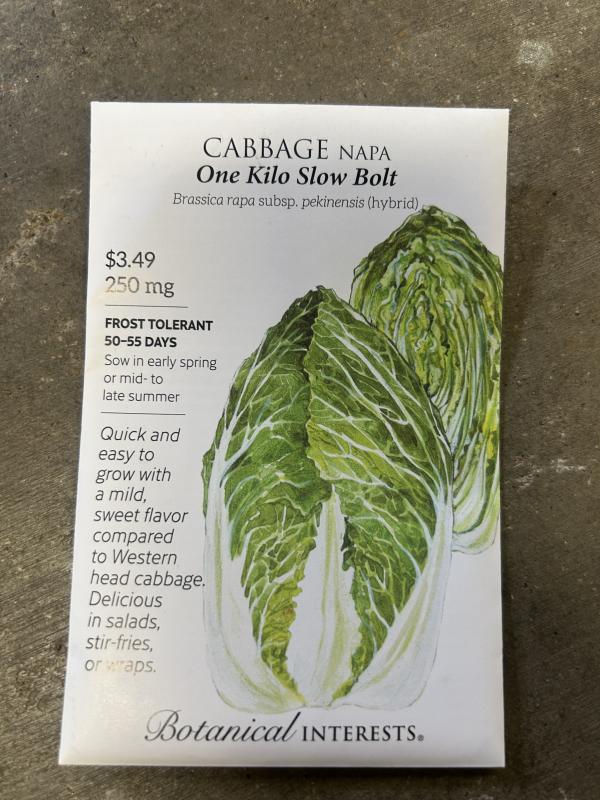 CABBAGE NAPA
One Kilo Slow Bolt
Brassica rapa subsp. pekinensis (hybrid)
$3.49
250 mg
FROST TOLERANT
50–55 DAYS
Sow in early spring
or mid- to
late summer
Quick and
easy to
grow with
a mild,
sweet flavor
compared
to Western
head cabbage.
Delicious
in salads,
stir-fries,
or wraps.
Botanical INTERESTS®